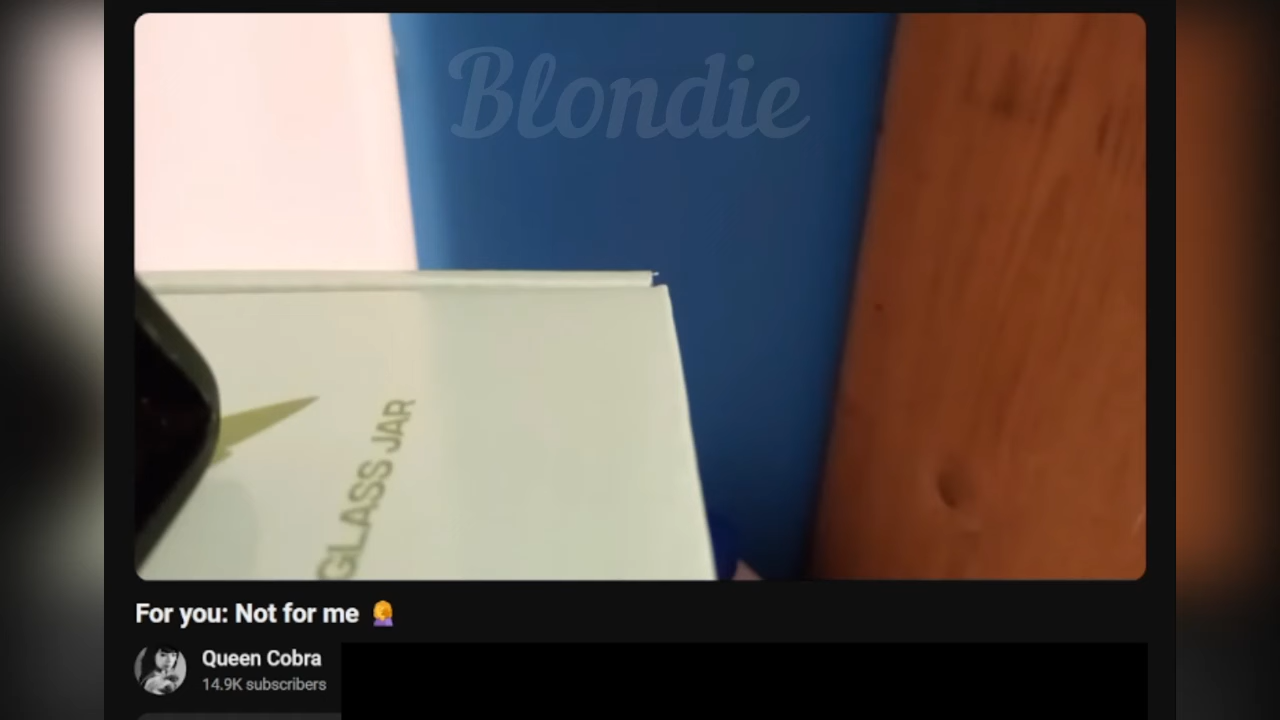 Blondie
GLASS JAR
For you: Not for me 🤦‍♀️
Queen Cobra
14.9K subscribers